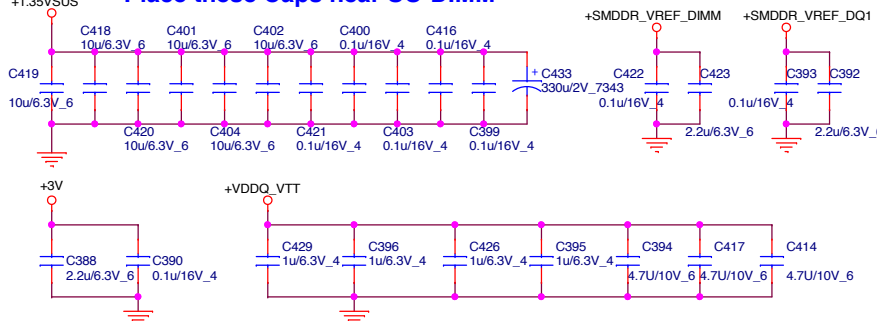 +1.35VSUS
Place these Caps near SO-DIMM
C418
10u/6.3V_6
C401
10u/6.3V_6
C402
10u/6.3V_6
C400
0.1u/16V_4
C416
0.1u/16V_4
C419
10u/6.3V_6
+ C433
330u/2V_7343
C420
10u/6.3V_6
C404
10u/6.3V_6
C421
0.1u/16V_4
C403
0.1u/16V_4
C399
0.1u/16V_4
+SMDDR_VREF_DIMM
C422
0.1u/16V_4
C423
2.2u/6.3V_6
+SMDDR_VREF_DQ1
C393
0.1u/16V_4
C392
2.2u/6.3V_6
+3V
C388
2.2u/6.3V_6
C390
0.1u/16V_4
+VDDQ_VTT
C429
1u/6.3V_4
C396
1u/6.3V_4
C426
1u/6.3V_4
C395
1u/6.3V_4
C394
4.7U/10V_6
C417
4.7U/10V_6
C414
4.7U/10V_6